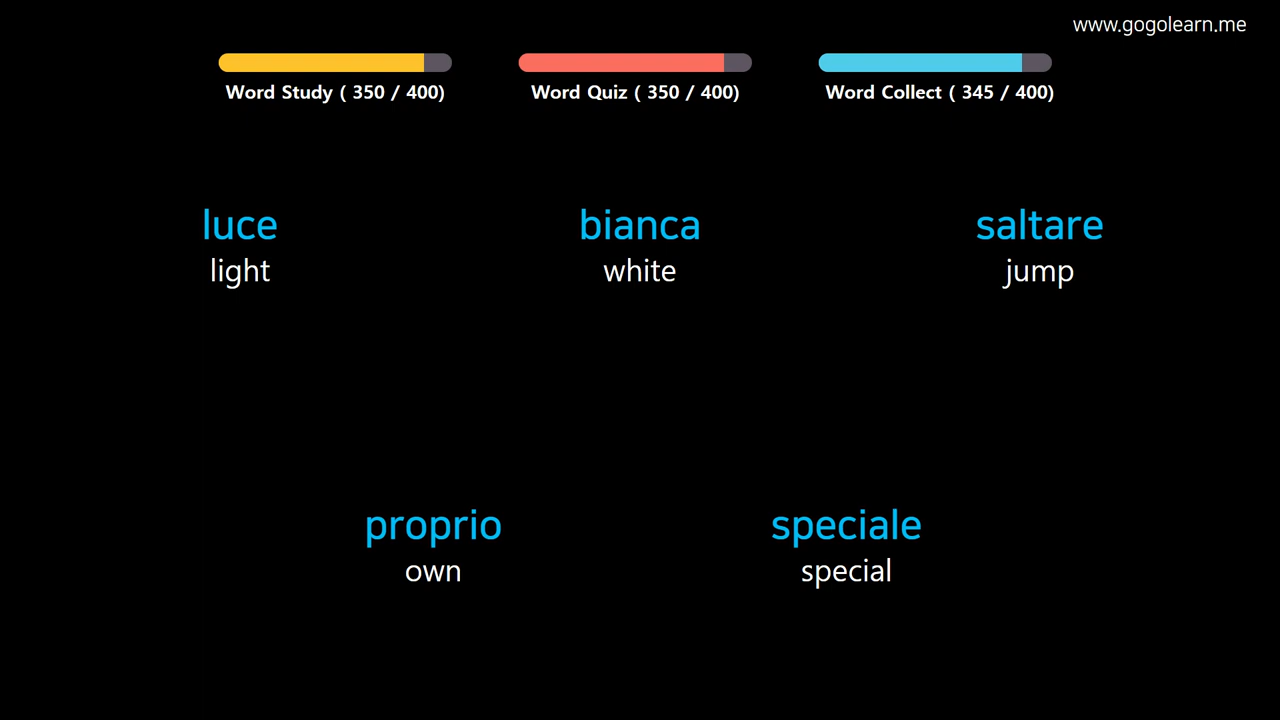 www.gogolearn.me
Word Study ( 350 / 400)
Word Quiz ( 350 / 400)
Word Collect ( 345 / 400)
luce
light
bianca
white
saltare
jump
proprio
own
speciale
special